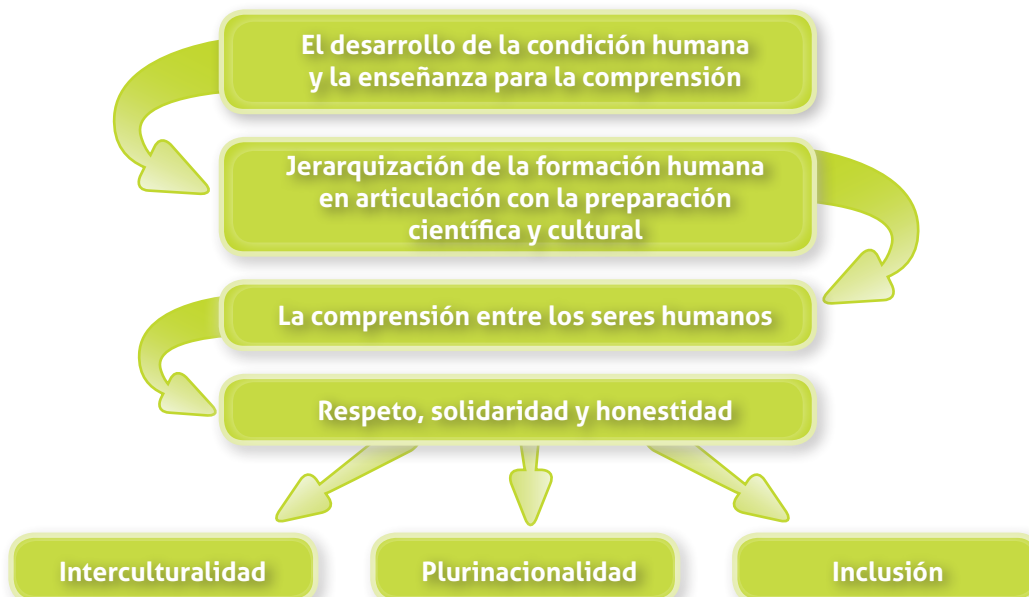 El desarrollo de la condición humana
y la enseñanza para la comprensión
Jerarquización de la formación humana
en articulación con la preparación
científica y cultural
La comprensión entre los seres humanos
Respeto, solidaridad y honestidad
Interculturalidad
Plurinacionalidad
Inclusión